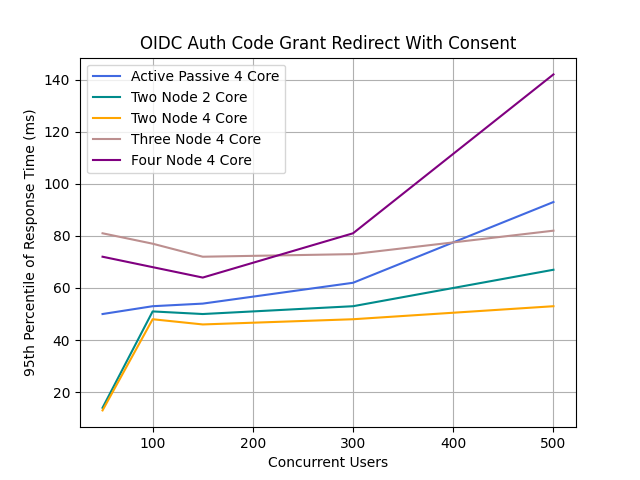 OIDC Auth Code Grant Redirect With Consent
140
120
100
80
60
40
20
95th Percentile of Response Time (ms)
Active Passive 4 Core
Two Node 2 Core
Two Node 4 Core
Three Node 4 Core
Four Node 4 Core
100 200 300 400 500
Concurrent Users